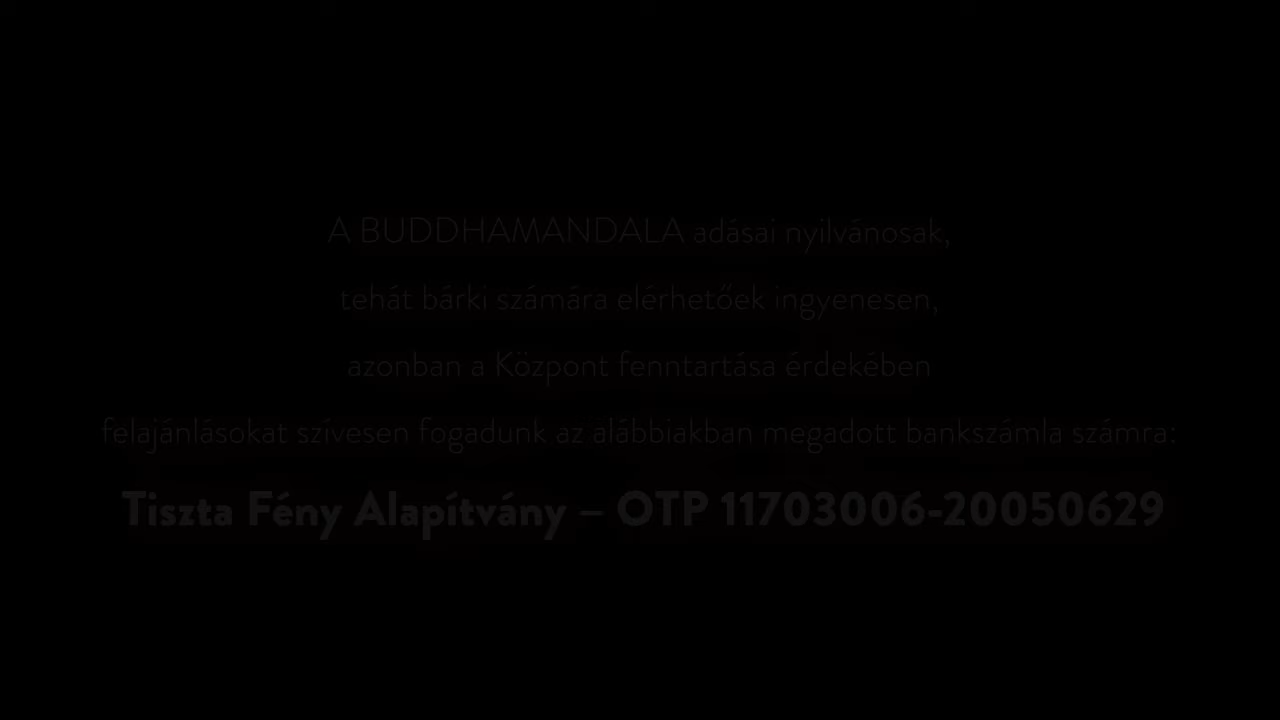 A BUDDHAMANDALA adásai nyilvánosak,
tehát bárki számára elérhetőek ingyenesen,
azonban a Központ fenntartása érdekében
felajánlásokat szívesen fogadunk az alábbiakban megadott bankszámla számra:
Tiszta Fény Alapítvány – OTP 11703006-20050629